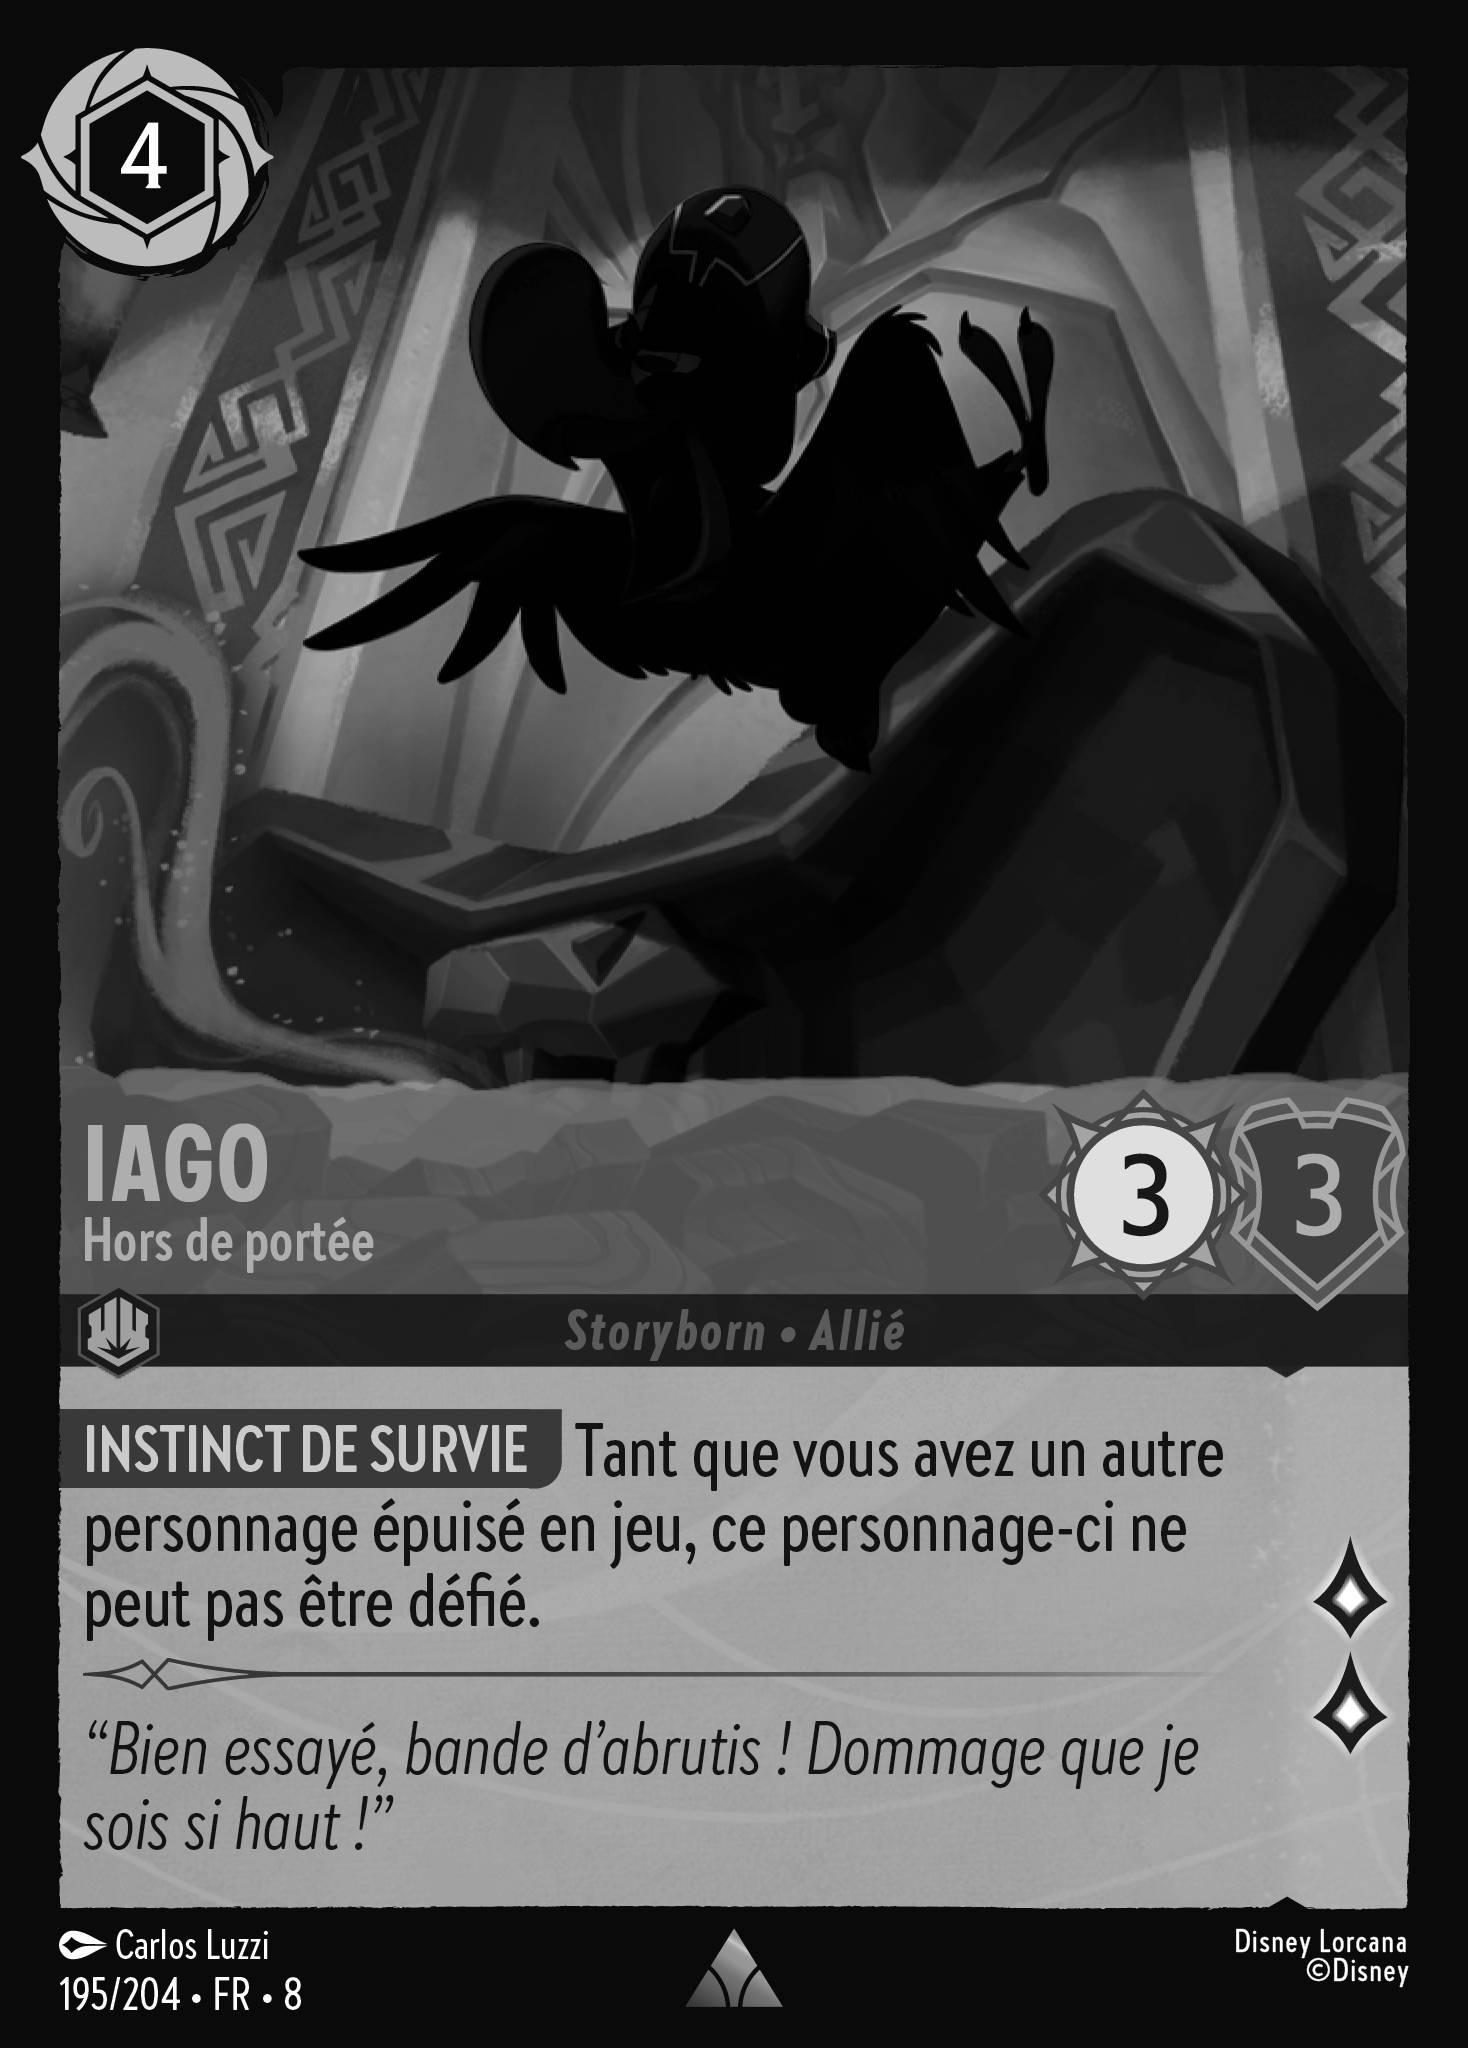 4
IAGO
Hors de portée
3
3
Storyborn • Allié
INSTINCT DE SURVIE Tant que vous avez un autre
personnage épuisé en jeu, ce personnage-ci ne
peut pas être défié.
“Bien essayé, bande d’abrutis ! Dommage que je
sois si haut !”
Carlos Luzzi
195/204 • FR • 8
Disney Lorcana
©Disney